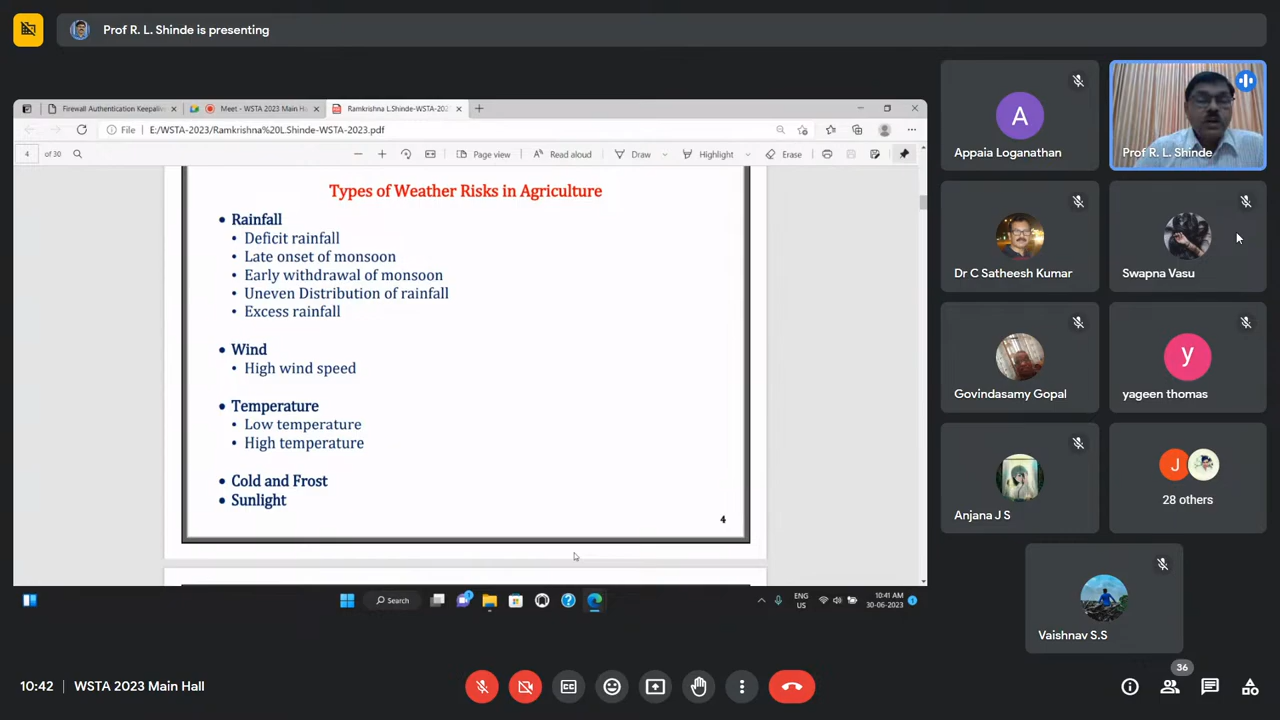 Prof R. L. Shinde is presenting
Firewall Authentication Keepalive
Meet - WSTA 2023 Main Ha
Ramkrishna L.Shinde-WSTA-202
File
E:/WSTA-2023/Ramkrishna%20L.Shinde-WSTA-2023.pdf
4 of 30
Page view
Read aloud
Draw
Highlight
Erase
Types of Weather Risks in Agriculture
• Rainfall
• Deficit rainfall
• Late onset of monsoon
• Early withdrawal of monsoon
• Uneven Distribution of rainfall
• Excess rainfall
• Wind
• High wind speed
• Temperature
• Low temperature
• High temperature
• Cold and Frost
• Sunlight
4
Search
ENG
US
10:41 AM
30-06-2023
1
A
Appaia Loganathan
Prof R. L. Shinde
Dr C Satheesh Kumar
Swapna Vasu
Govindasamy Gopal
y
yageen thomas
Anjana J S
J
28 others
Vaishnav S.S
10:42 | WSTA 2023 Main Hall
36